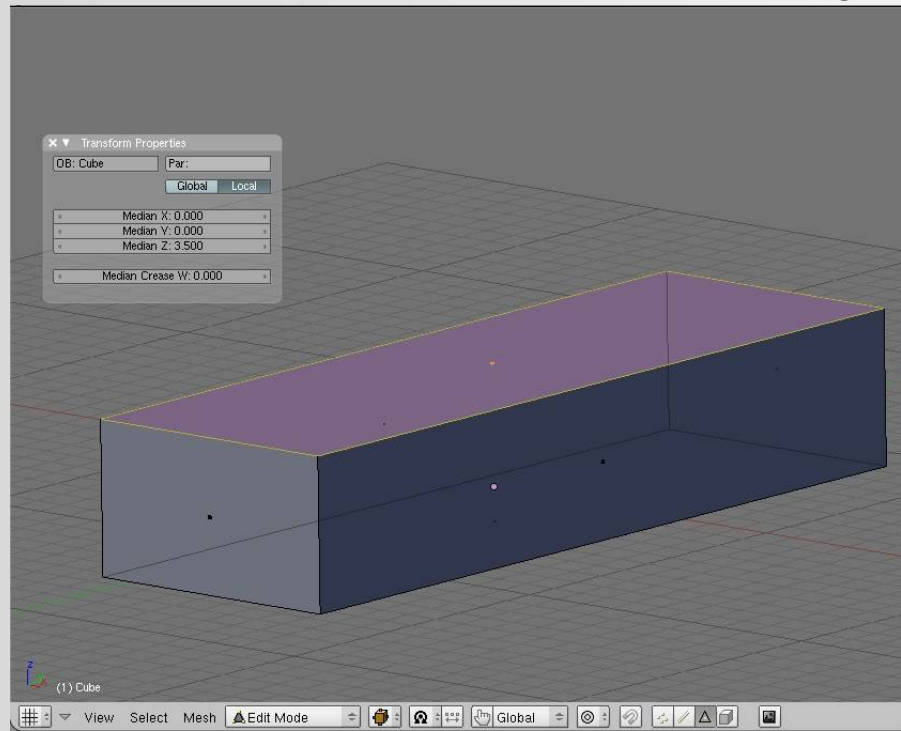 Transform Properties
OB: Cube Par:
Global Local
Median X: 0.000
Median Y: 0.000
Median Z: 3.500
Median Crease W: 0.000
z
x
(1) Cube
View Select Mesh Edit Mode Global